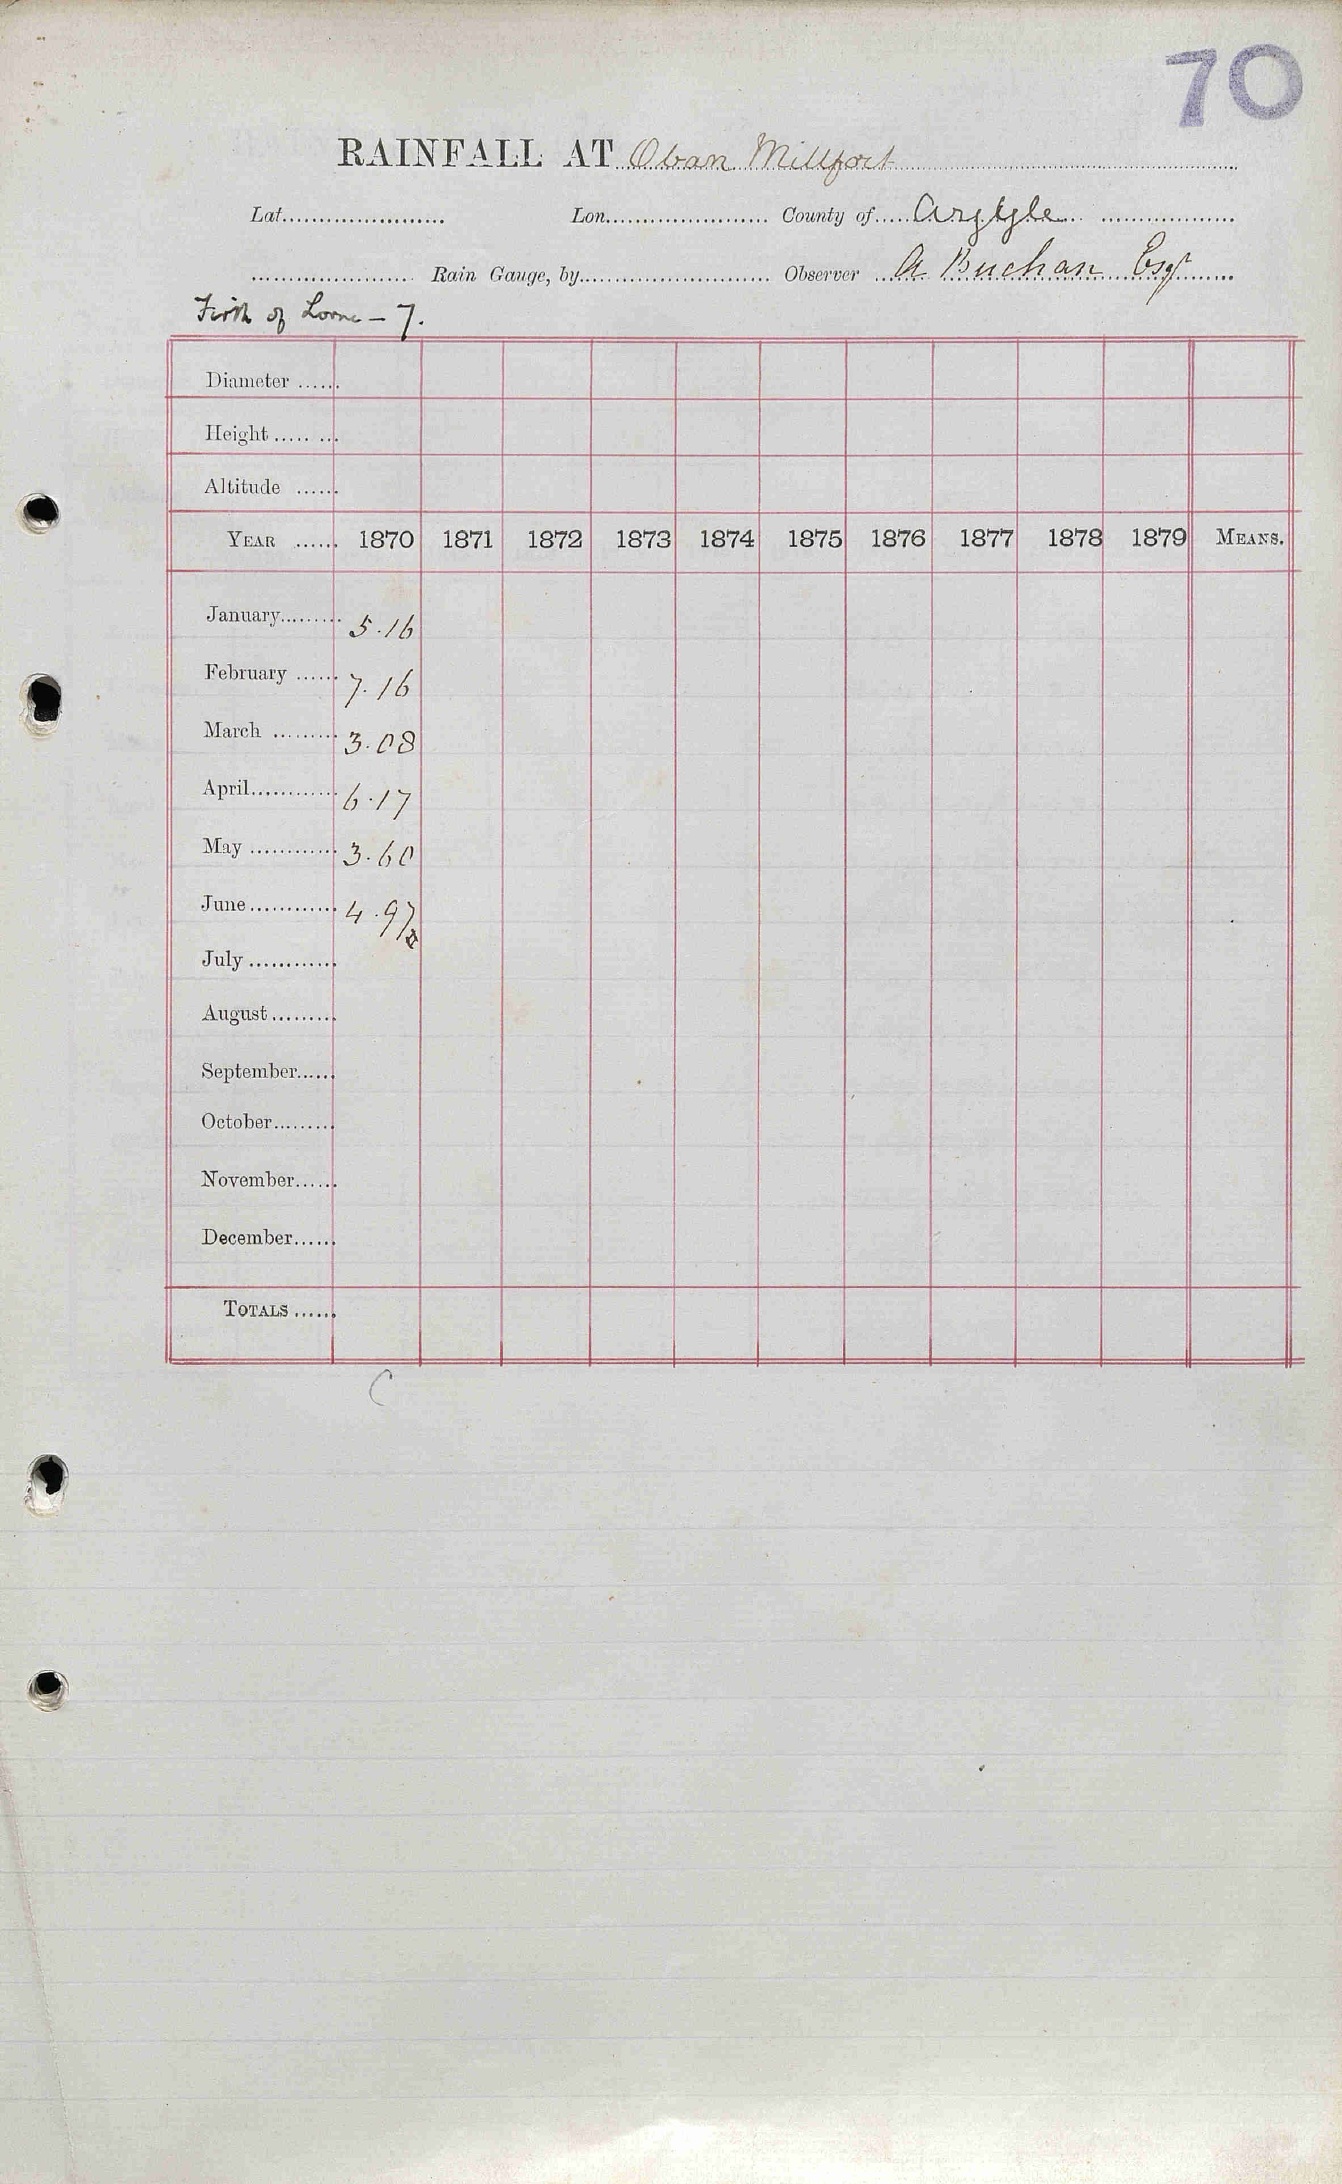 70
RAINFALL AT Oban Millfort
Lat...................... Lon...................... County of..... Argyle ..................
...................... Rain Gauge, by.......................... Observer A Buchan Esqr
Firth of Lorne - 7.
Diameter ......
Height ..... ...
Altitude ......
YEAR ...... 1870 1871 1872 1873 1874 1875 1876 1877 1878 1879 MEANS.
January......... 5.16
February ...... 7.16
March ......... 3.08
April............ 6.17
May ............ 3.60
June............ 4.97
July ............
August.........
September......
October.........
November......
December......
TOTALS ......
C